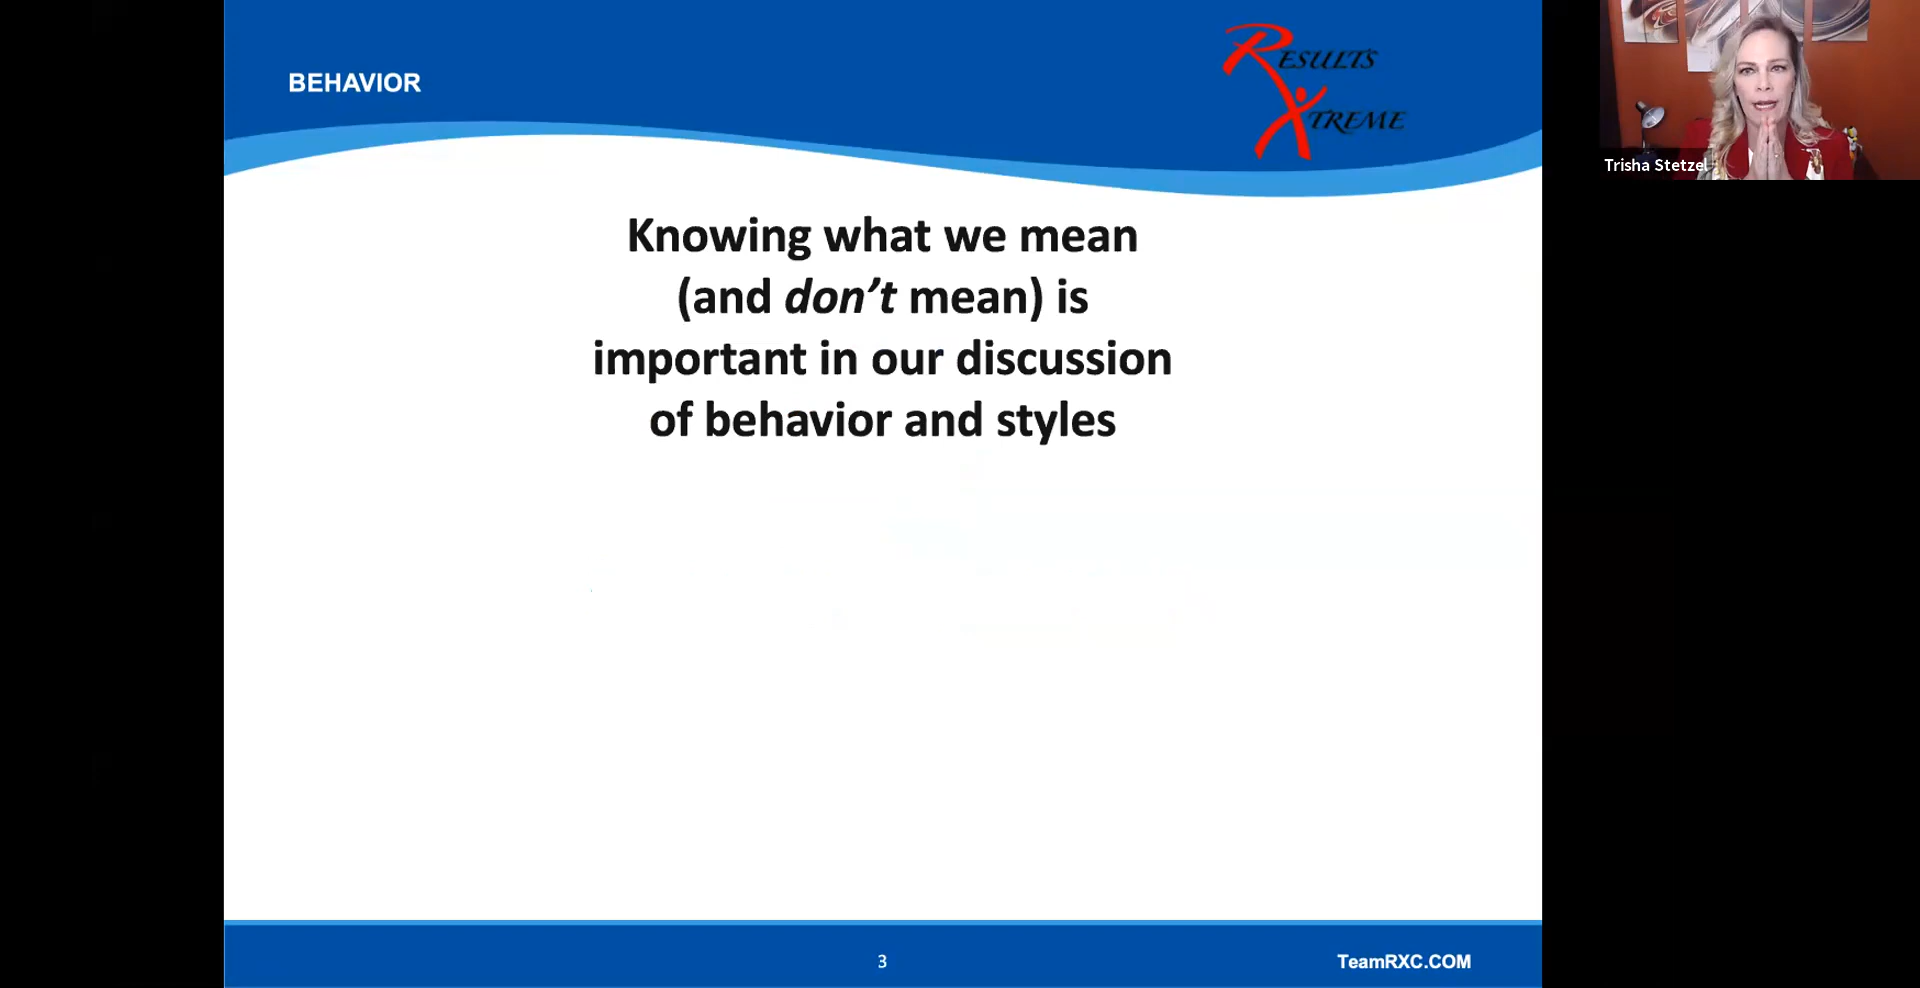 BEHAVIOR
RESULTS
XTREME
Trisha Stetzel
Knowing what we mean
(and don’t mean) is
important in our discussion
of behavior and styles
3
TeamRXC.COM